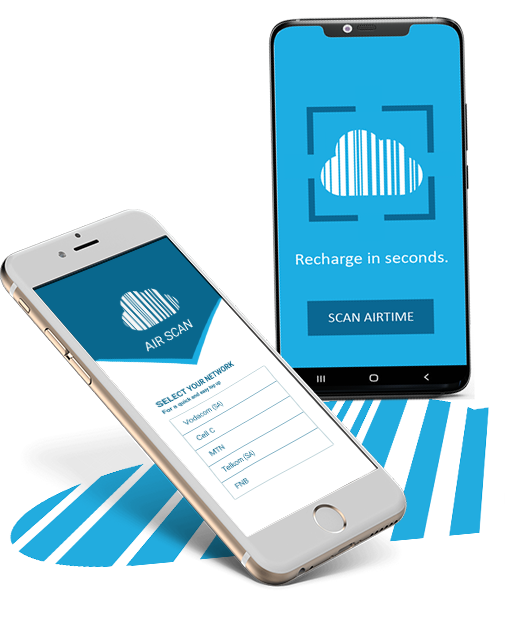 Recharge in seconds.
SCAN AIRTIME
AIR SCAN
SELECT YOUR NETWORK
For a quick and easy top up
Vodacom (SA)
Cell C
MTN
Telkom (SA)
FNB